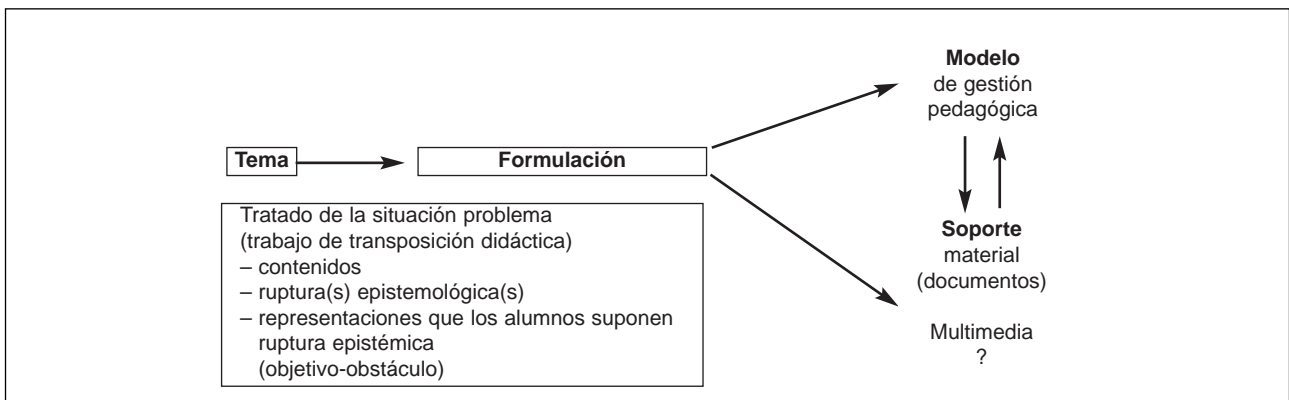 Tema
Formulación
Tratado de la situación problema
(trabajo de transposición didáctica)
– contenidos
– ruptura(s) epistemológica(s)
– representaciones que los alumnos suponen
ruptura epistémica
(objetivo-obstáculo)
Modelo
de gestión
pedagógica
Soporte
material
(documentos)
Multimedia
?